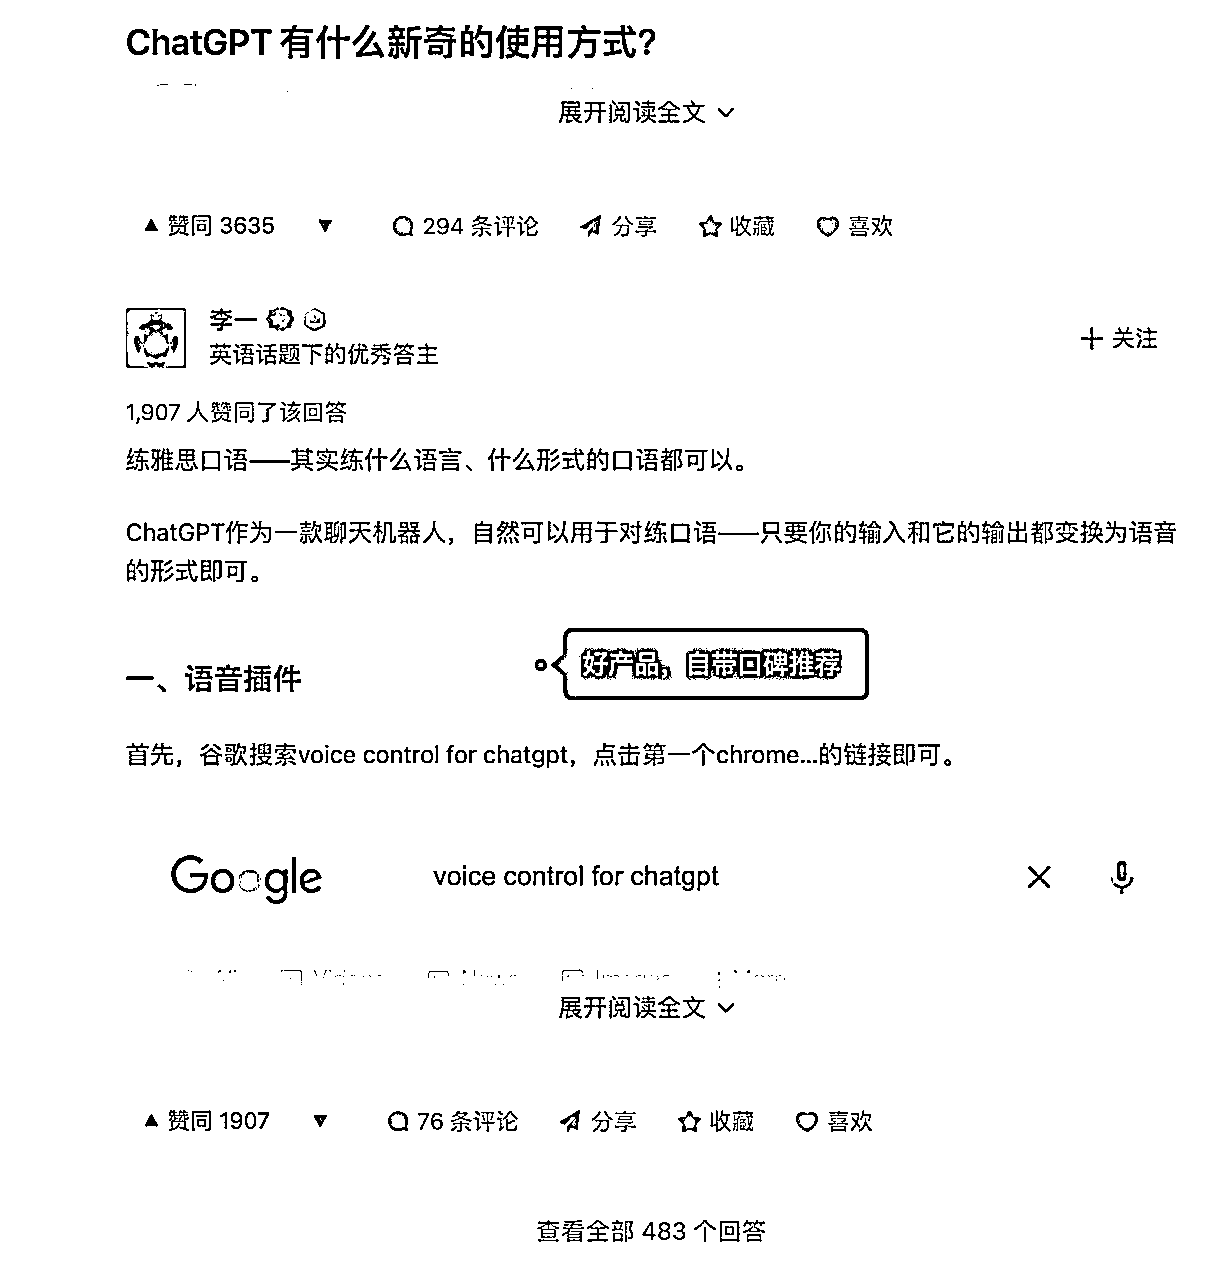 ChatGPT 有什么新奇的使用方式？
展开阅读全文
赞同 3635 294 条评论 分享 收藏 喜欢
李一
英语话题下的优秀答主
关注
1,907 人赞同了该回答
练雅思口语——其实练什么语言、什么形式的口语都可以。
ChatGPT作为一款聊天机器人，自然可以用于对练口语——只要你的输入和它的输出都变换为语音
的形式即可。
好产品，自带口碑推荐
一、语音插件
首先，谷歌搜索voice control for chatgpt，点击第一个chrome...的链接即可。
Google voice control for chatgpt
展开阅读全文
赞同 1907 76 条评论 分享 收藏 喜欢
查看全部 483 个回答